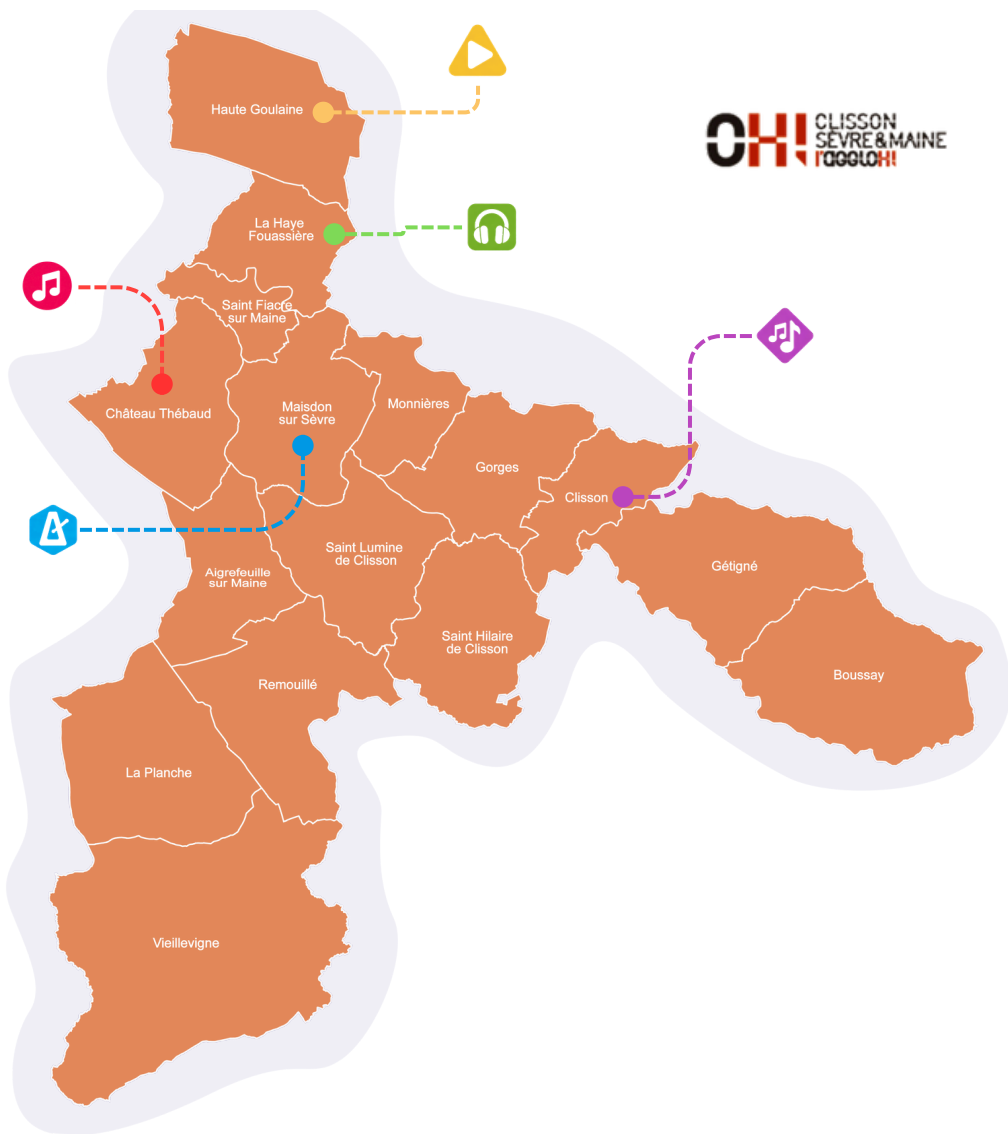 Haute Goulaine
OH! CLISSON
SÈVRE & MAINE
l'AGGLOH!
La Haye
Fouassière
Saint Fiacre
sur Maine
Château Thébaud
Maisdon
sur Sèvre
Monnières
Gorges
Clisson
Saint Lumine
de Clisson
Aigrefeuille
sur Maine
Gétigné
Saint Hilaire
de Clisson
Remouillé
Boussay
La Planche
Vieillevigne